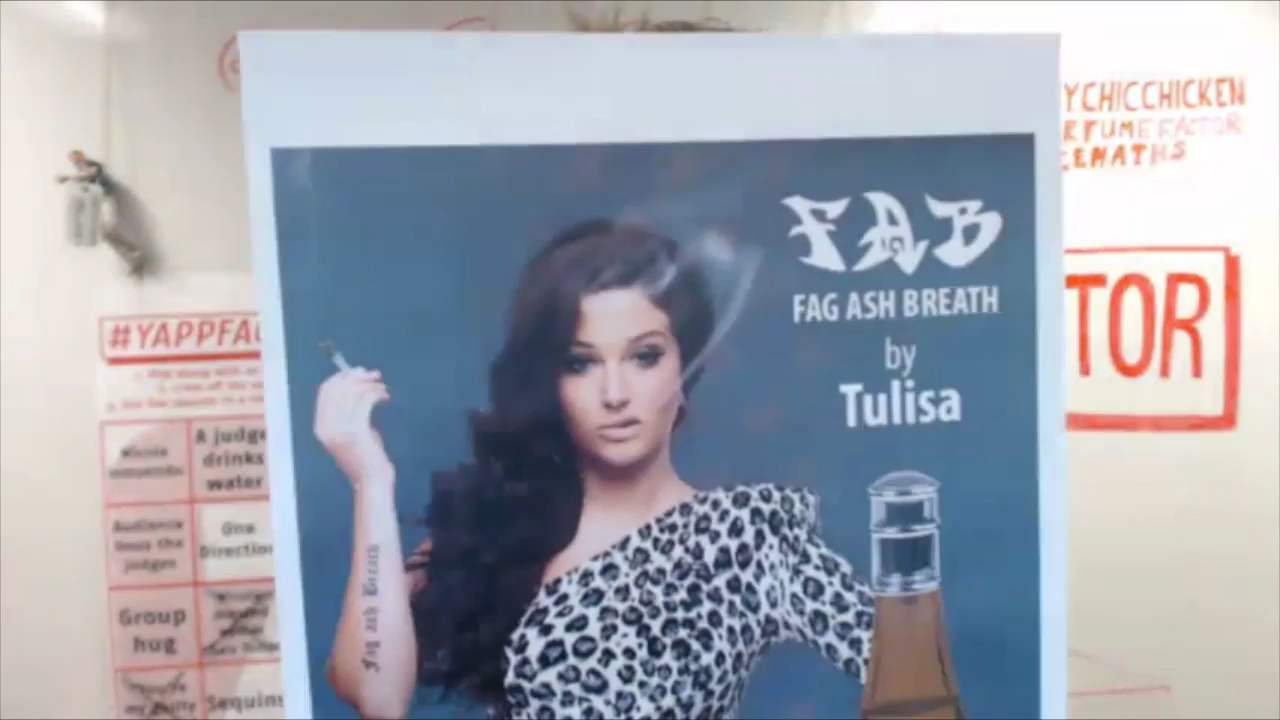 YCHICCHICKEN
RFUMEFACTOR
EMATHS
FAB
FAG ASH BREATH
by
Tulisa
#YAPPFAC
TOR
A judge
drinks
water
Audience
boos the
judges
One
Direction
Group
hug
Sequins
Fag ash Breath